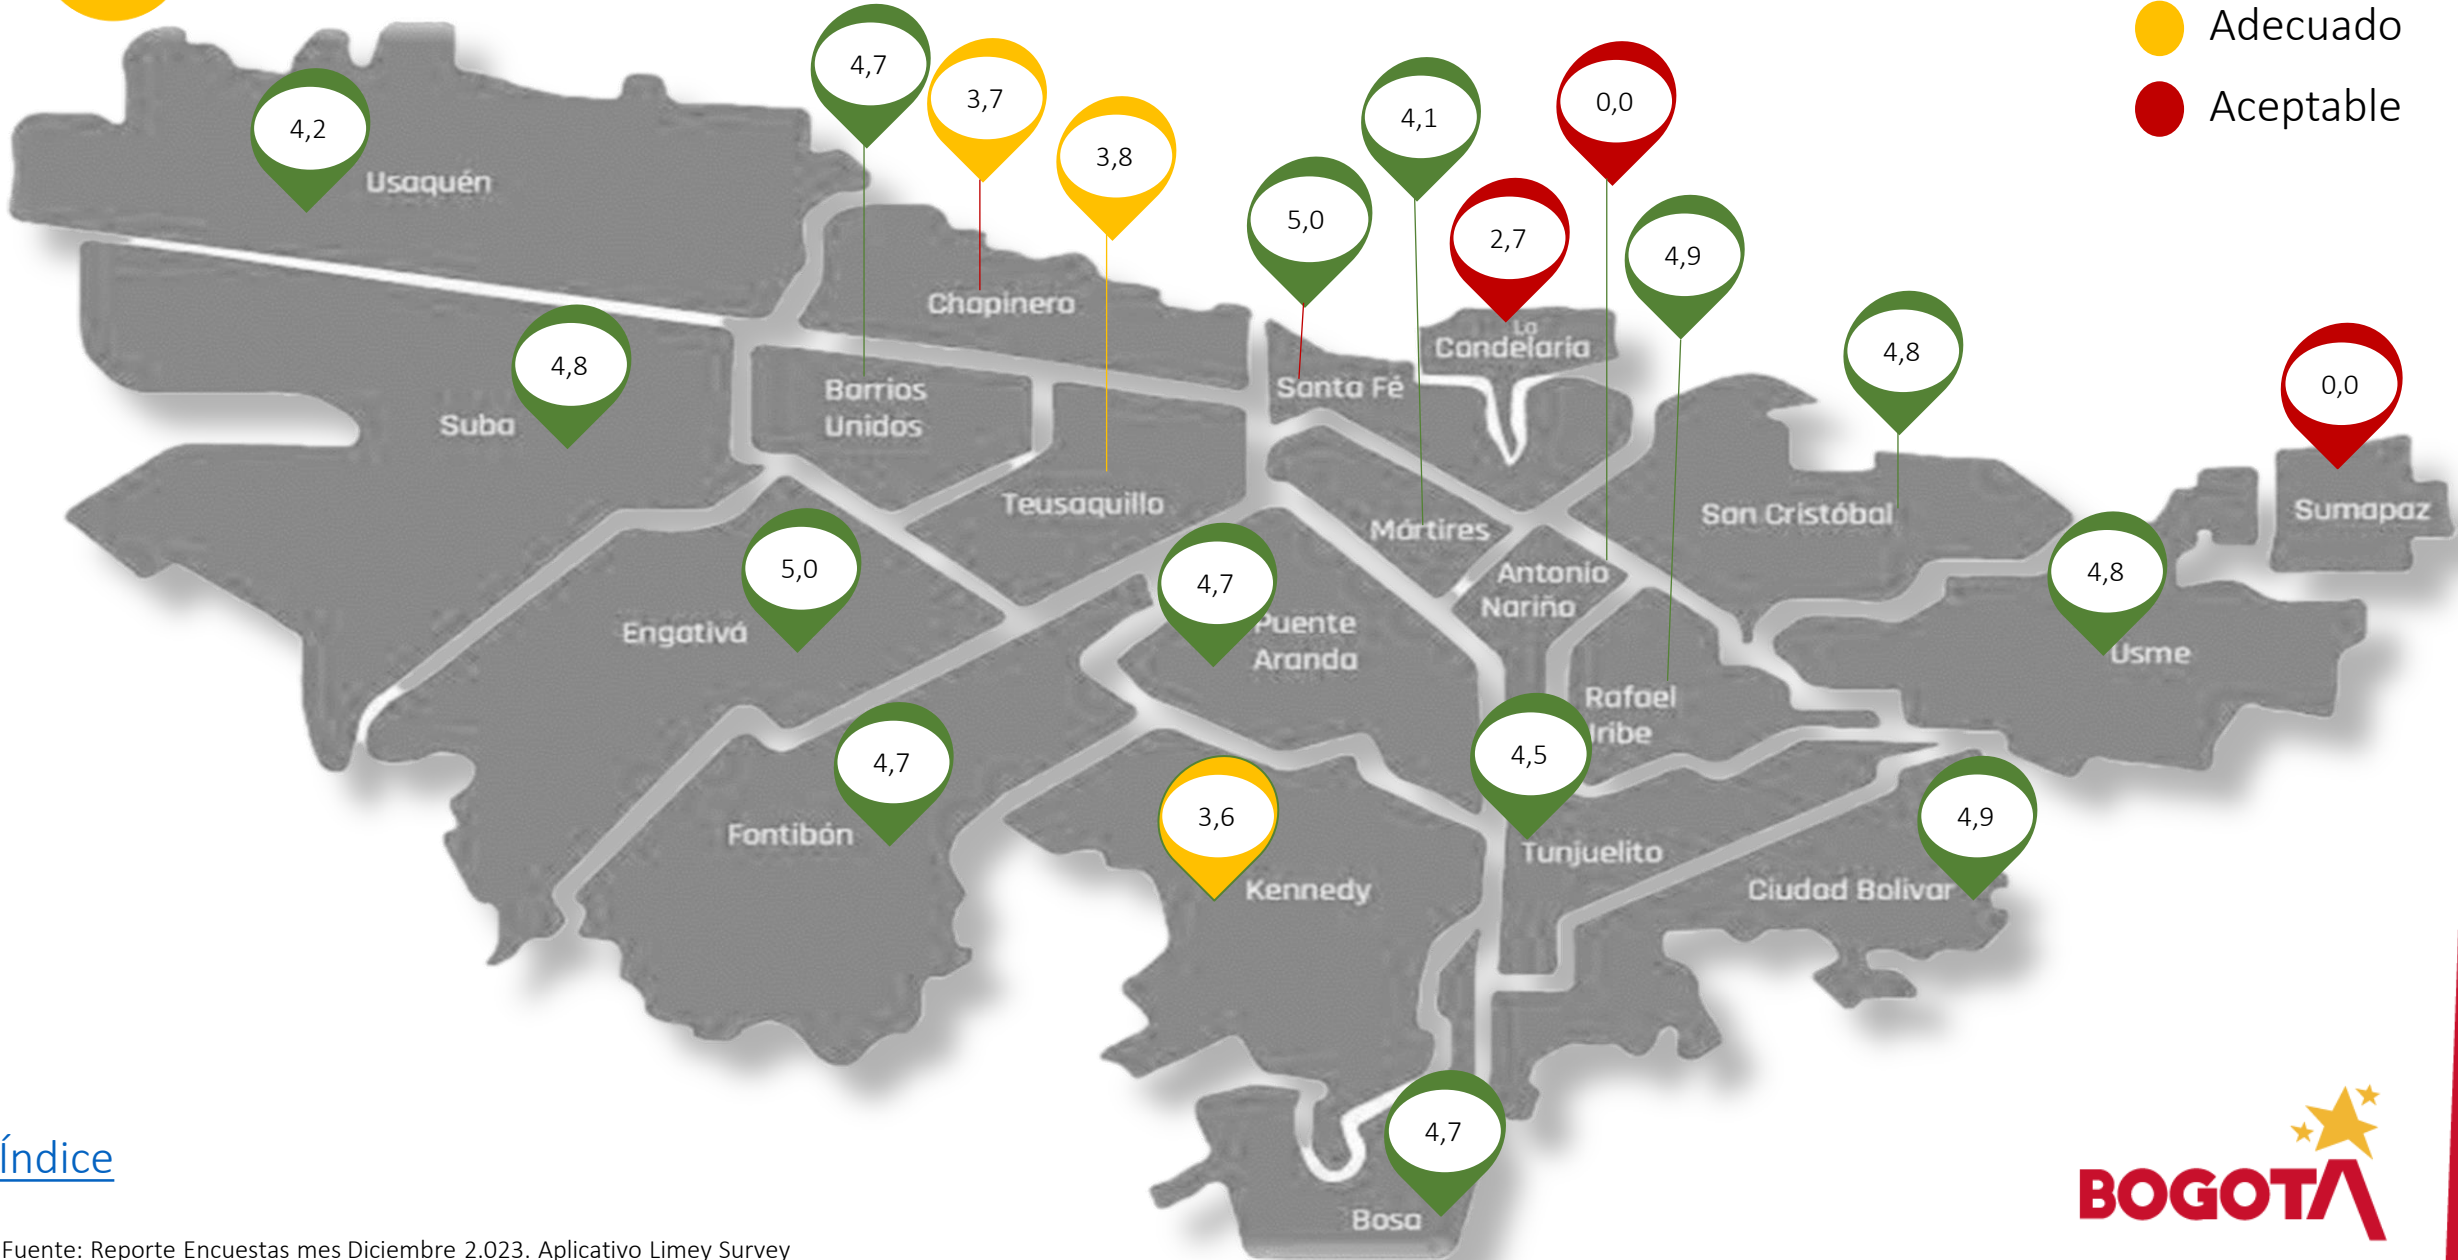 Adecuado
Aceptable
4,7
3,7
0,0
4,1
4,2
3,8
Usaquén
5,0
2,7
4,9
Chapinero
La
Candelaria
4,8
4,8
0,0
Santa Fé
Barrios
Unidos
Suba
Teusaquillo
San Cristóbal
Sumapaz
Mártires
5,0
4,7
Antonio
Nariño
4,8
Engativá
Puente
Aranda
Usme
Rafael
Uribe
4,7
4,5
3,6
4,9
Fontibón
Tunjuelito
Kennedy
Ciudad Bolivar
4,7
Bosa
Índice
BOGOTÁ
Fuente: Reporte Encuestas mes Diciembre 2.023. Aplicativo Limey Survey